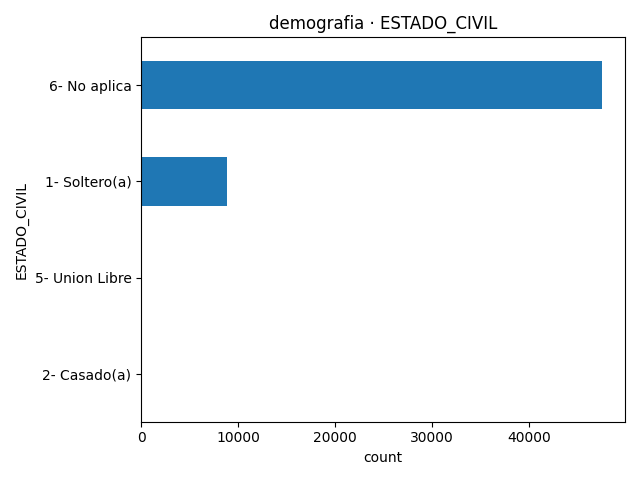 demografia · ESTADO_CIVIL
6- No aplica
1- Soltero(a)
5- Union Libre
2- Casado(a)
ESTADO_CIVIL
0 10000 20000 30000 40000
count